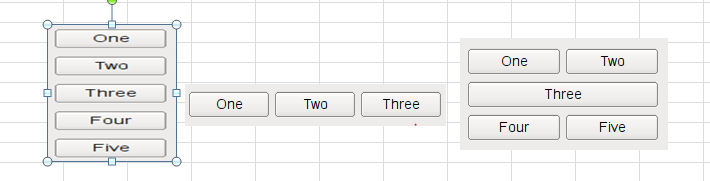 One
Two
Three
Four
Five
One Two Three
One Two
Three
Four Five